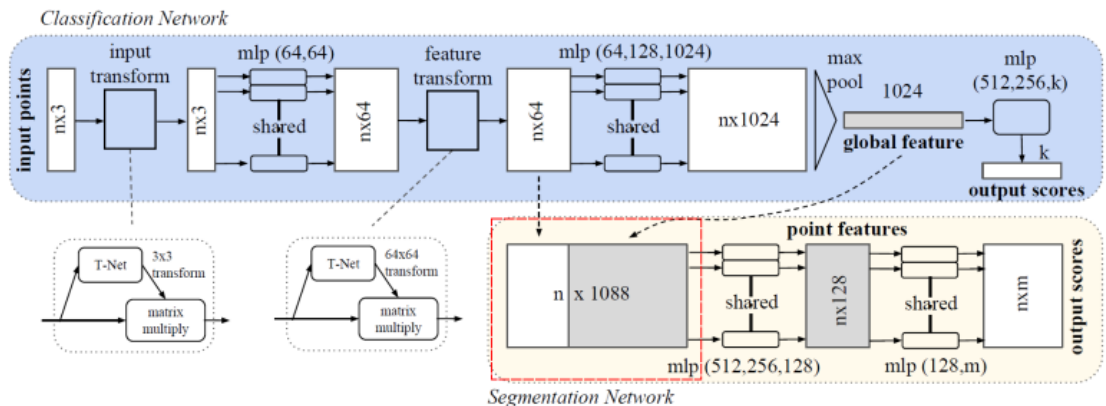 Classification Network
input points
nx3
input
transform
nx3
mlp (64,64)
shared
nx64
feature
transform
nx64
mlp (64,128,1024)
shared
nx1024
max
pool
1024
global feature
mlp
(512,256,k)
k
output scores
T-Net
3x3
transform
matrix
multiply
T-Net
64x64
transform
matrix
multiply
point features
n x 1088
shared
mlp (512,256,128)
nx128
shared
mlp (128,m)
nxm
output scores
Segmentation Network